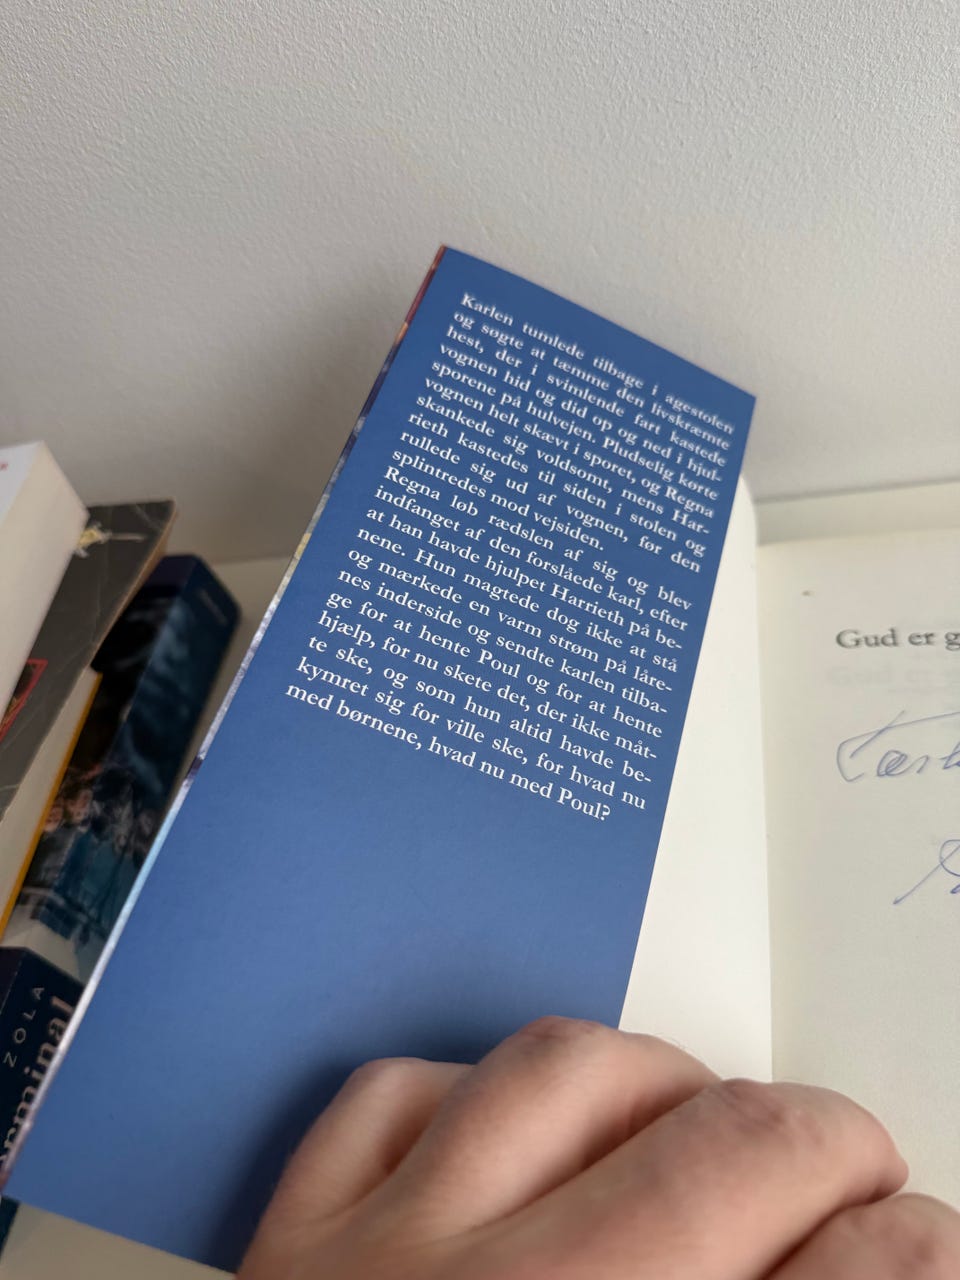 Karlen tumlede tilbage i agestolen
og søgte at tæmme den livskræmte
hest, der i svimlende fart kastede
vognen hid og did op og ned i hjul-
sporene på hulvejen. Pludselig kørte
vognen helt skævt i sporet, og Regna
skankede sig voldsomt, mens Har-
rieth kastedes til siden i stolen og
rullede sig ud af vognen, før den
splintredes mod vejsiden.
Regna løb rædslen af sig og blev
indfanget af den forslåede karl, efter
at han havde hjulpet Harrieth på be-
nene. Hun magtede dog ikke at stå
og mærkede en varm strøm på låre-
nes inderside og sendte karlen tilba-
ge for at hente Poul og for at hente
hjælp, for nu skete det, der ikke måt-
te ske, og som hun altid havde be-
kymret sig for ville ske, for hvad nu
med børnene, hvad nu med Poul?
Gud er g
ZOLA
rminal